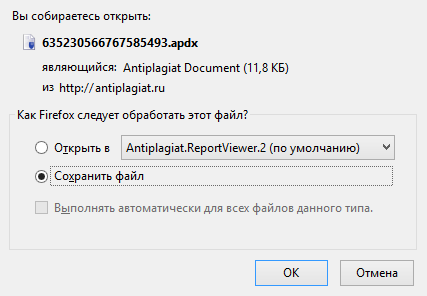 Вы собираетесь открыть:
635230566767585493.apdx
являющийся: Antiplagiat Document (11,8 КБ)
из http://antiplagiat.ru
Как Firefox следует обработать этот файл?
Открыть в Antiplagiat.ReportViewer.2 (по умолчанию)
Сохранить файл
Выполнять автоматически для всех файлов данного типа.
OK Отмена